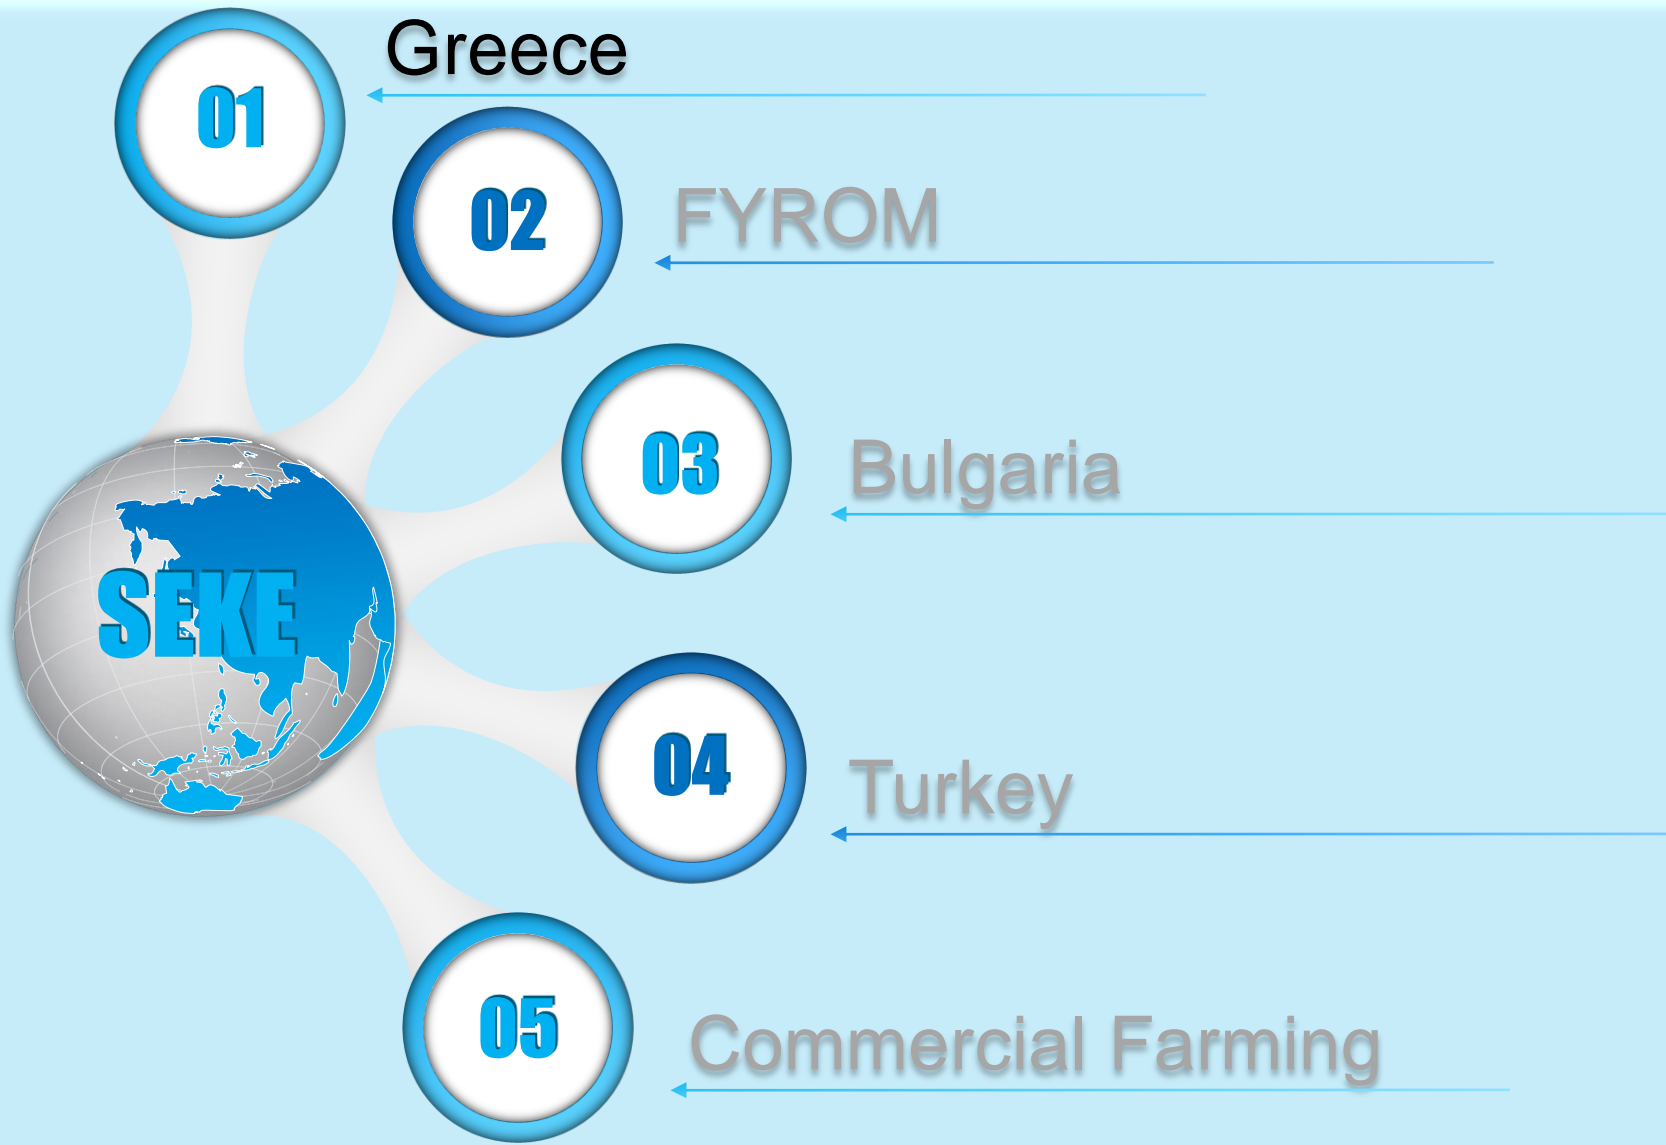 Greece
01
02
FYROM
03
Bulgaria
SEKE
04
Turkey
05
Commercial Farming